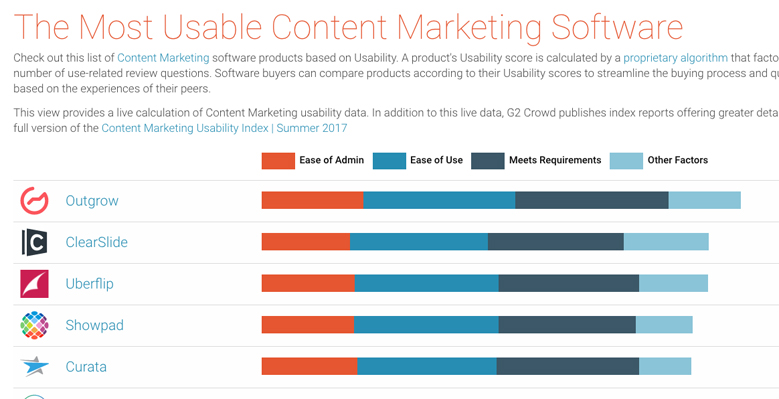 The Most Usable Content Marketing Software
Check out this list of Content Marketing software products based on Usability. A product's Usability score is calculated by a proprietary algorithm that
number of use-related review questions. Software buyers can compare products according to their Usability scores to streamline the buying process and
based on the experiences of their peers.
This view provides a live calculation of Content Marketing usability data. In addition to this live data, G2 Crowd publishes index reports offering greater
full version of the Content Marketing Usability Index | Summer 2017
Ease of Admin Ease of Use Meets Requirements Other Factors
Outgrow
C ClearSlide
Uberflip
Showpad
Curata